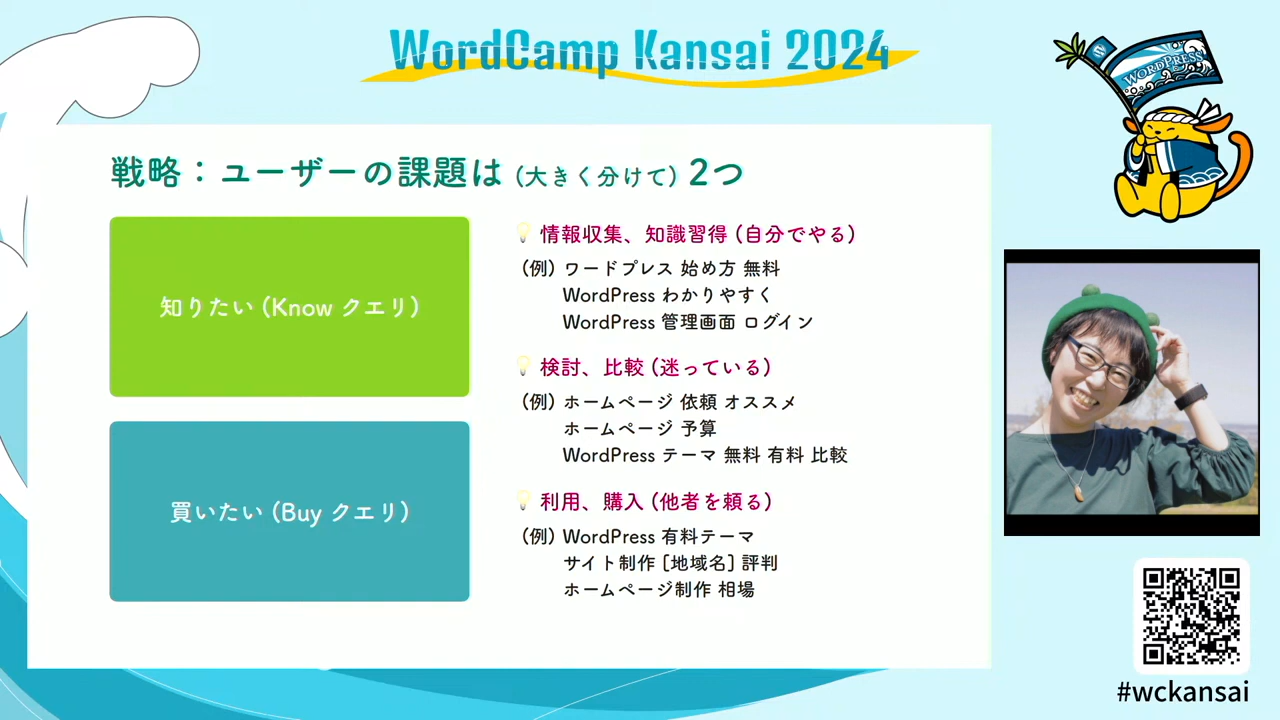 WordCamp Kansai 2024
WORDPRESS
W
戦略：ユーザーの課題は (大きく分けて) 2つ
知りたい (Know クエリ)
買いたい (Buy クエリ)
情報収集、知識習得 (自分でやる)
(例) ワードプレス 始め方 無料
WordPress わかりやすく
WordPress 管理画面 ログイン
検討、比較 (迷っている)
(例) ホームページ 依頼 オススメ
ホームページ 予算
WordPress テーマ 無料 有料 比較
利用、購入 (他者を頼る)
(例) WordPress 有料テーマ
サイト制作 [地域名] 評判
ホームページ制作 相場
#wckansai